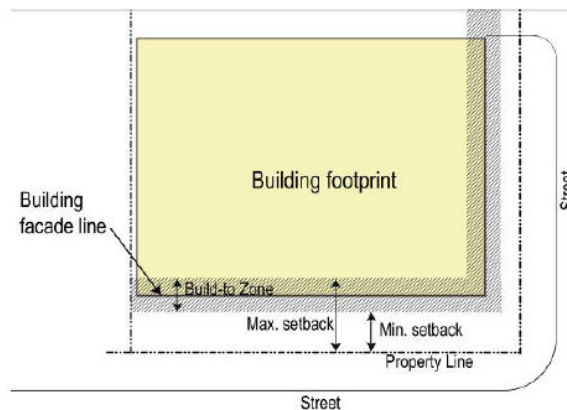 Building footprint
Street
Building
facade line
Build-to Zone
Max. setback
Min. setback
Property Line
Street